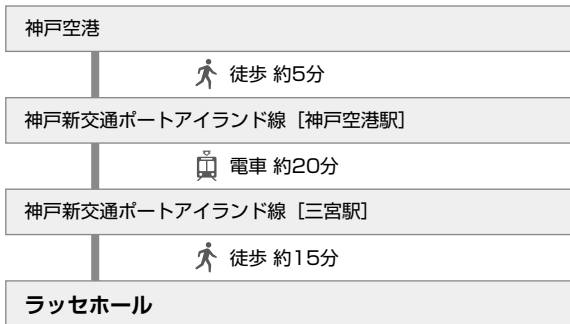 神戸空港
徒歩 約5分
神戸新交通ポートアイランド線［神戸空港駅］
電車 約20分
神戸新交通ポートアイランド線［三宮駅］
徒歩 約15分
ラッセホール